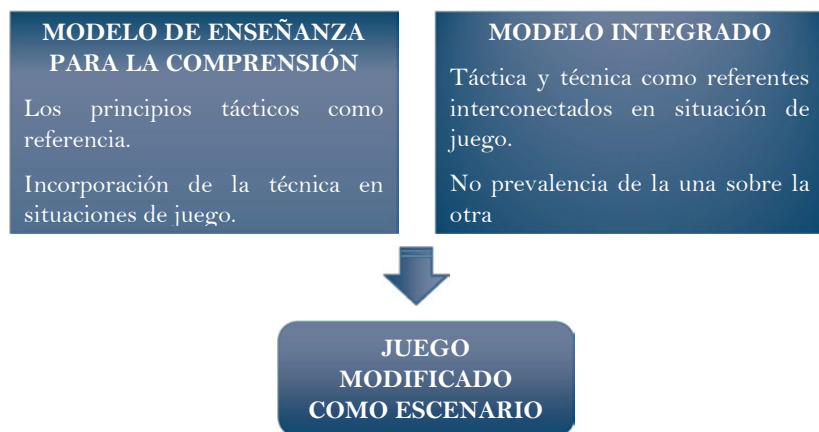 MODELO DE ENSEÑANZA
PARA LA COMPRENSIÓN
Los principios tácticos como
referencia.
Incorporación de la técnica en
situaciones de juego.
MODELO INTEGRADO
Táctica y técnica como referentes
interconectados en situación de
juego.
No prevalencia de la una sobre la
otra
JUEGO
MODIFICADO
COMO ESCENARIO